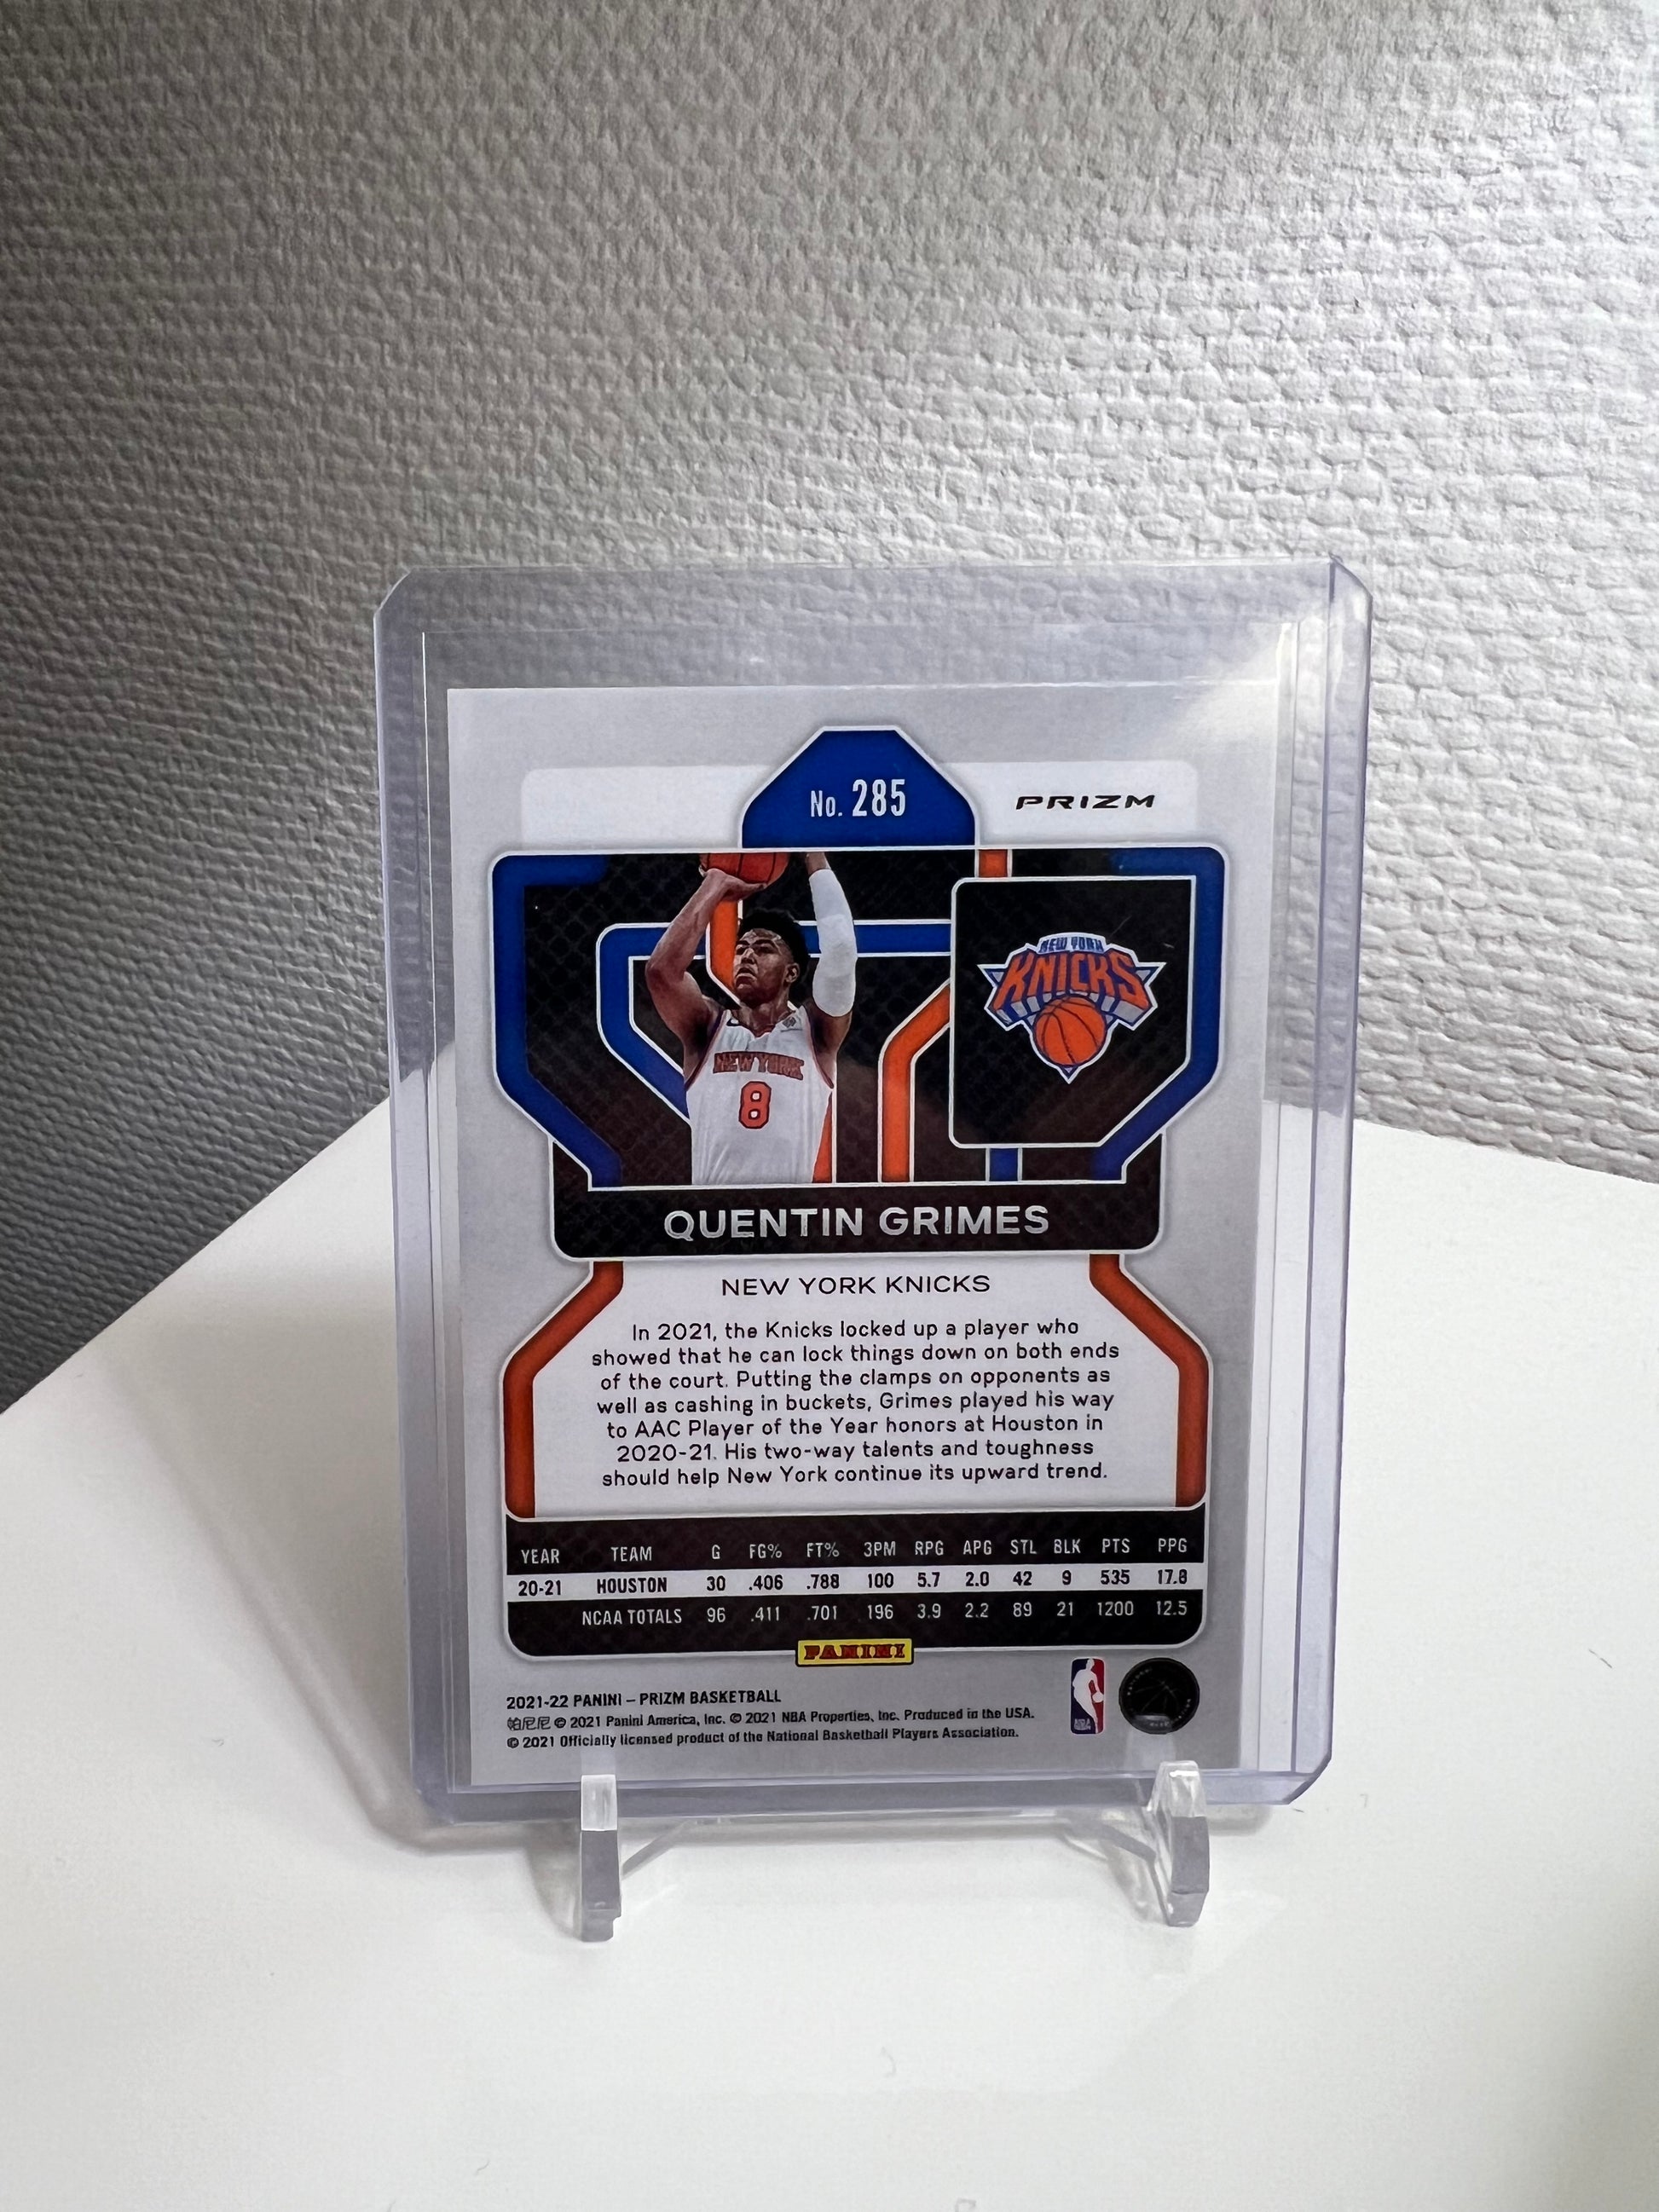 No. 285
PRIZM
NEW YORK
KNICKS
NEW YORK
8
QUENTIN GRIMES
NEW YORK KNICKS
In 2021, the Knicks locked up a player who
showed that he can lock things down on both ends
of the court. Putting the clamps on opponents as
well as cashing in buckets, Grimes played his way
to AAC Player of the Year honors at Houston in
2020-21. His two-way talents and toughness
should help New York continue its upward trend.
YEAR TEAM G FG% FT% 3PM RPG APG STL BLK PTS PPG
20-21 HOUSTON 30 .406 .788 100 5.7 2.0 42 9 535 17.8
NCAA TOTALS 96 .411 .701 196 3.9 2.2 89 21 1200 12.5
PANINI
2021-22 PANINI – PRIZM BASKETBALL
帕尼尼 © 2021 Panini America, Inc. © 2021 NBA Properties, Inc. Produced in the USA.
© 2021 Officially licensed product of the National Basketball Players Association.